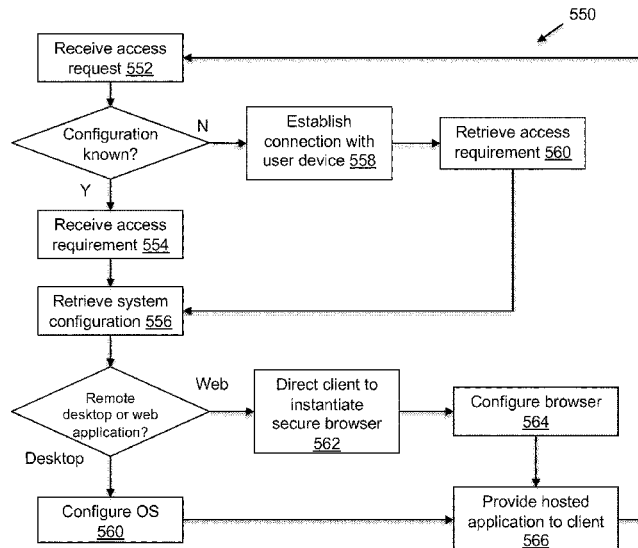 550
Receive access
request 552
Configuration
known?
N
Y
Establish
connection with
user device 558
Retrieve access
requirement 560
Receive access
requirement 554
Retrieve system
configuration 556
Remote
desktop or web
application?
Web
Desktop
Direct client to
instantiate
secure browser
562
Configure browser
564
Configure OS
560
Provide hosted
application to client
566